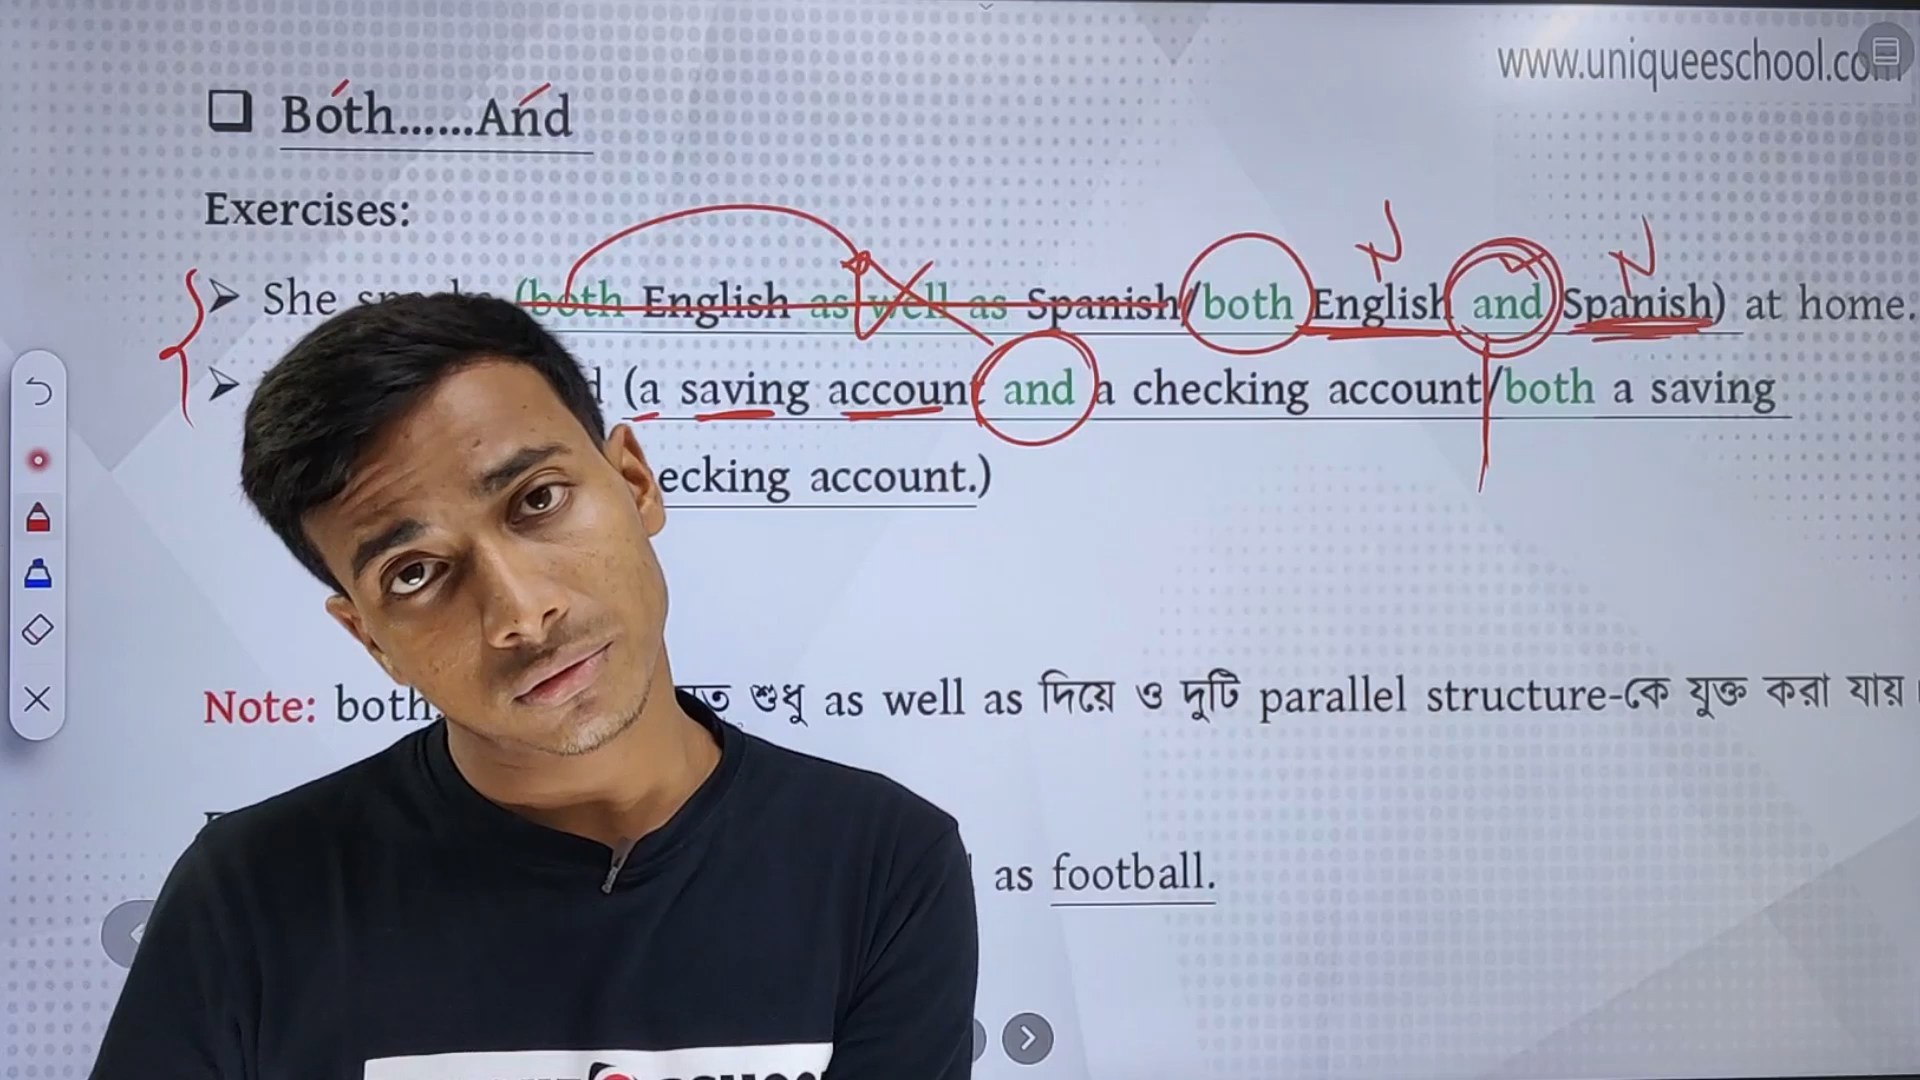 www.uniqueeschool.com
Both......And
Exercises:
She speaks (both English as well as Spanish/both English and Spanish) at home.
(a saving account and a checking account/both a saving
ecking account.)
Note: both শুধু as well as দিয়ে ও দুটি parallel structure-কে যুক্ত করা যায়
as football.